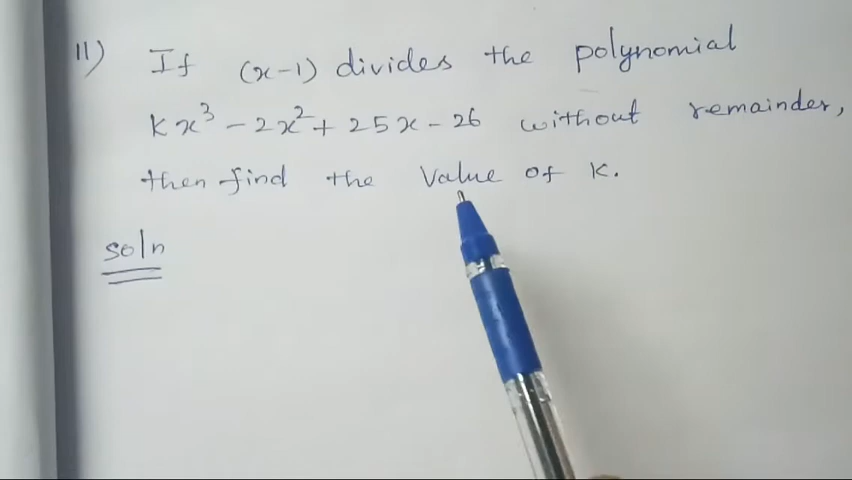 11) If (x-1) divides the polynomial
kx³ - 2x² + 25x - 26 without remainder,
then find the value of k.
soln